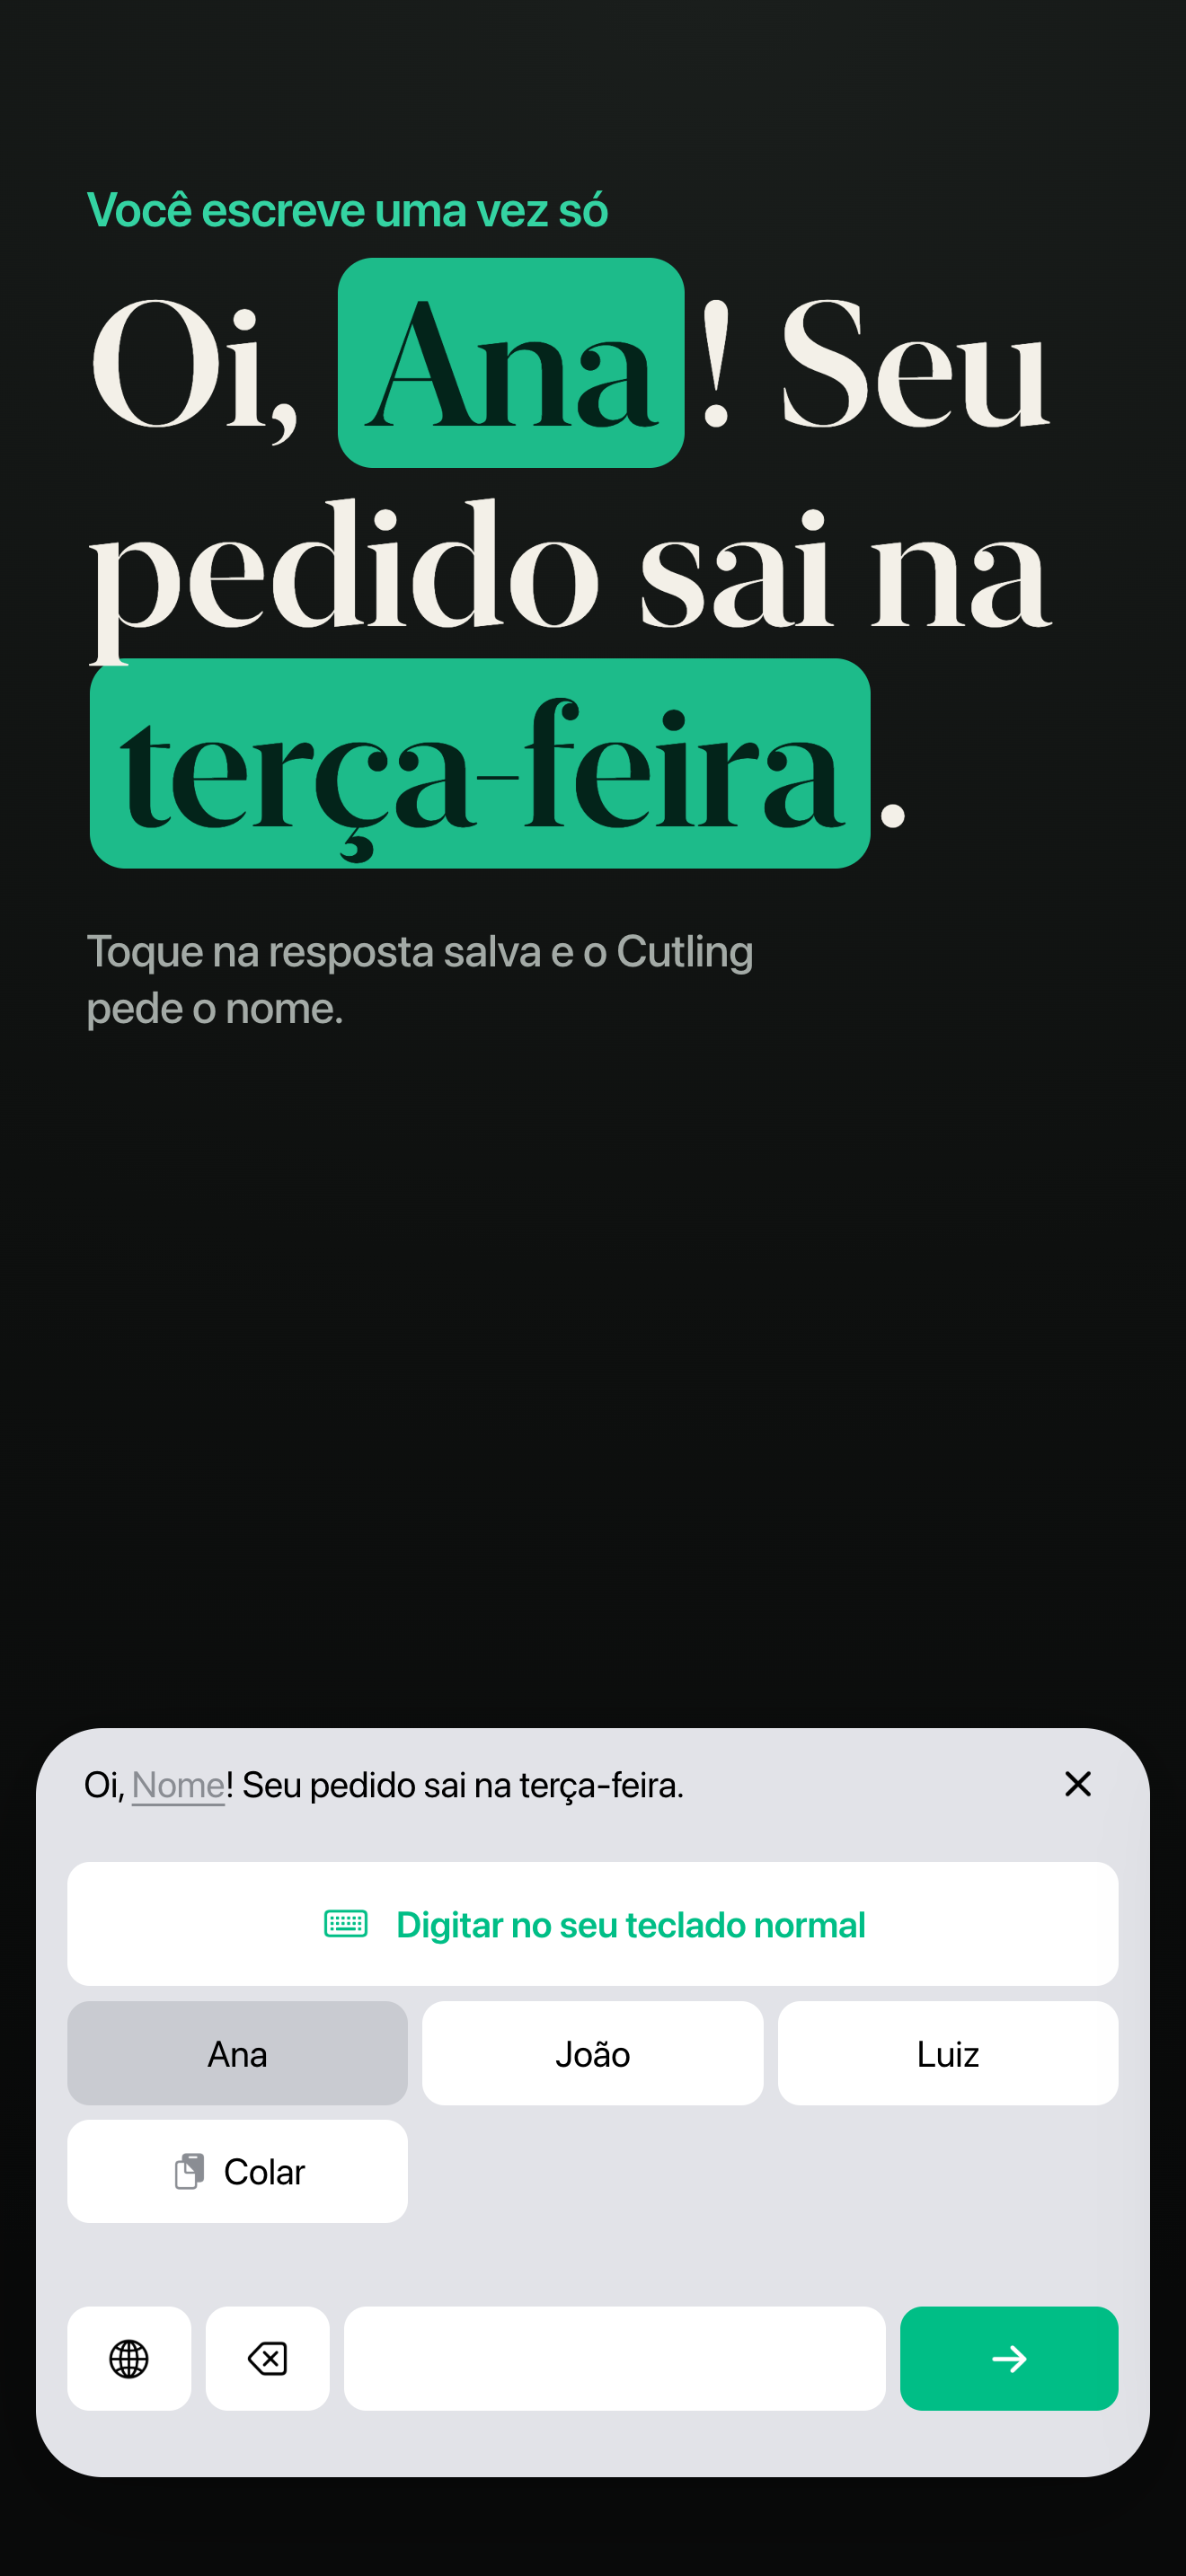 Você escreve uma vez só
Oi, Ana! Seu
pedido sai na
terça-feira.
Toque na resposta salva e o Cutling
pede o nome.
Oi, Nome! Seu pedido sai na terça-feira.
Digitar no seu teclado normal
Ana
João
Luiz
Colar